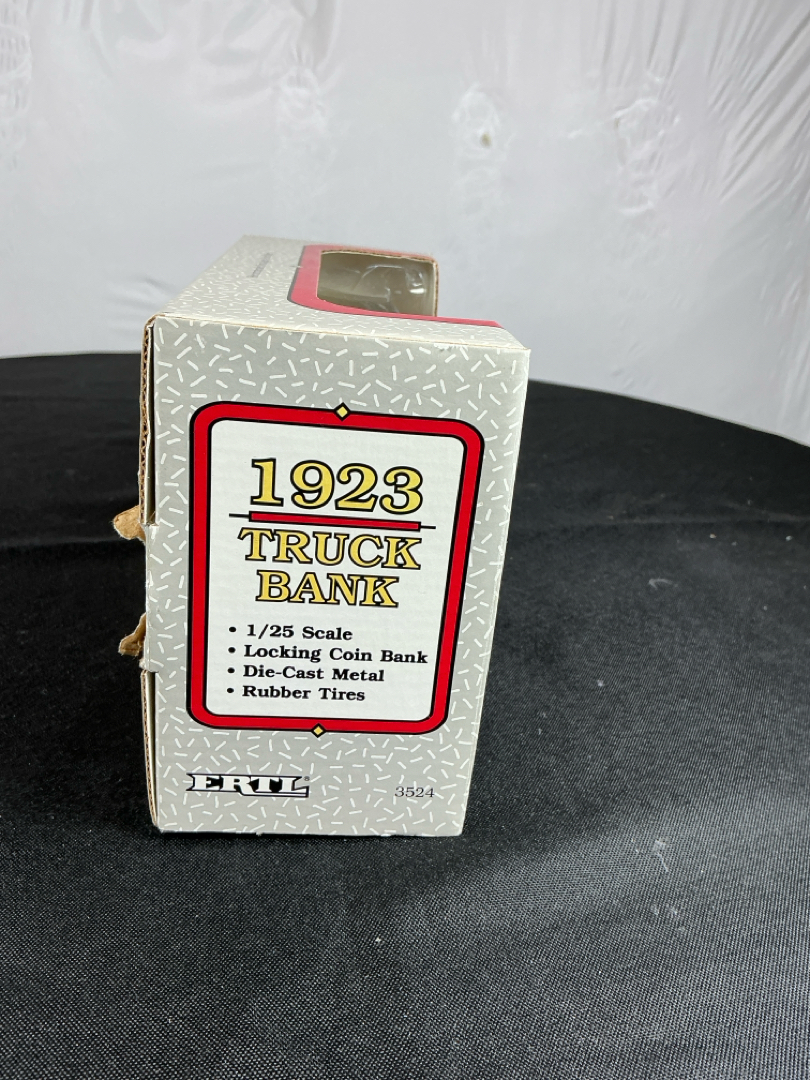 1923
TRUCK
BANK
• 1/25 Scale
• Locking Coin Bank
• Die-Cast Metal
• Rubber Tires
ERTL®
3524